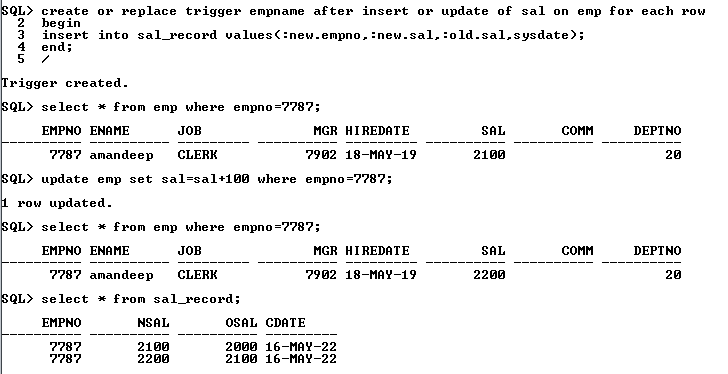 SQL> create or replace trigger empname after insert or update of sal on emp for each row
2 begin
3 insert into sal_record values(:new.empno,:new.sal,:old.sal,sysdate);
4 end;
5 /
Trigger created.
SQL> select * from emp where empno=7787;
EMPNO ENAME JOB MGR HIREDATE SAL COMM DEPTNO
---------- ---------- --------- ---------- --------- ---------- ---------- ----------
7787 amandeep CLERK 7902 18-MAY-19 2100 20
SQL> update emp set sal=sal+100 where empno=7787;
1 row updated.
SQL> select * from emp where empno=7787;
EMPNO ENAME JOB MGR HIREDATE SAL COMM DEPTNO
---------- ---------- --------- ---------- --------- ---------- ---------- ----------
7787 amandeep CLERK 7902 18-MAY-19 2200 20
SQL> select * from sal_record;
EMPNO NSAL OSAL CDATE
---------- ---------- ---------- ---------
7787 2100 2000 16-MAY-22
7787 2200 2100 16-MAY-22